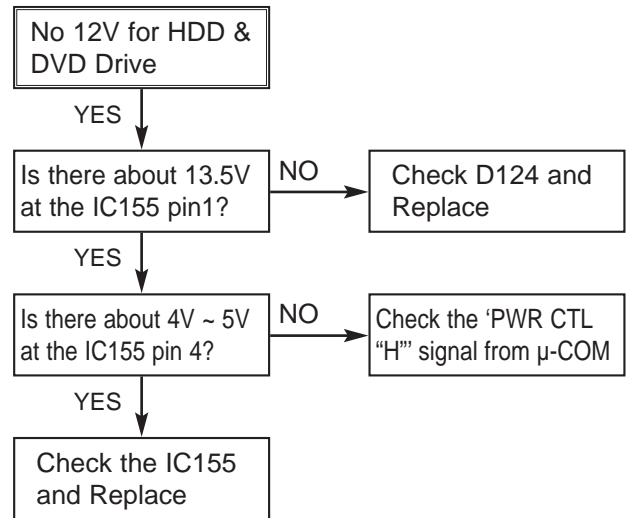 No 12V for HDD &
DVD Drive
YES
Is there about 13.5V
at the IC155 pin1?
NO
Check D124 and
Replace
YES
Is there about 4V ~ 5V
at the IC155 pin 4?
NO
Check the ‘PWR CTL
“H”’ signal from µ-COM
YES
Check the IC155
and Replace